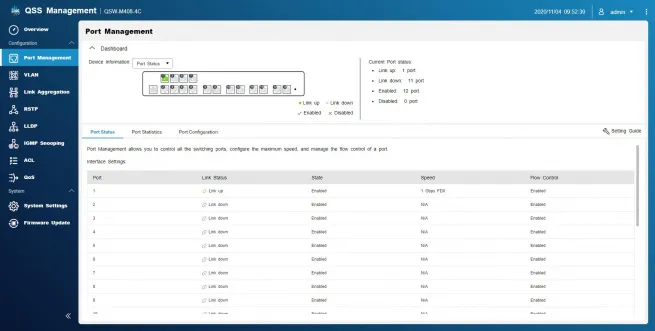 QSS Management | QSW-M408-4C
2020/11/04 09:52:39
admin
Overview
Configuration
Port Management
VLAN
Link Aggregation
RSTP
LLDP
IGMP Snooping
ACL
QoS
System
System Settings
Firmware Update
Port Management
Dashboard
Device Information Port Status
Link up Link down
Enabled Disabled
Current Port status
Link up: 1 port
Link down: 11 port
Enabled: 12 port
Disabled: 0 port
Port Status Port Statistics Port Configuration
Setting Guide
Port Management allows you to control all the switching ports, configure the maximum speed, and manage the flow control of a port.
Interface Settings
Port Link Status State Speed Flow Control
1 Link up Enabled 1 Gbps FDX Enabled
2 Link down Enabled N/A Enabled
3 Link down Enabled N/A Enabled
4 Link down Enabled N/A Enabled
5 Link down Enabled N/A Enabled
6 Link down Enabled N/A Enabled
7 Link down Enabled N/A Enabled
8 Link down Enabled N/A Enabled
9 Link down Enabled N/A Enabled
10 Link down Enabled N/A Enabled